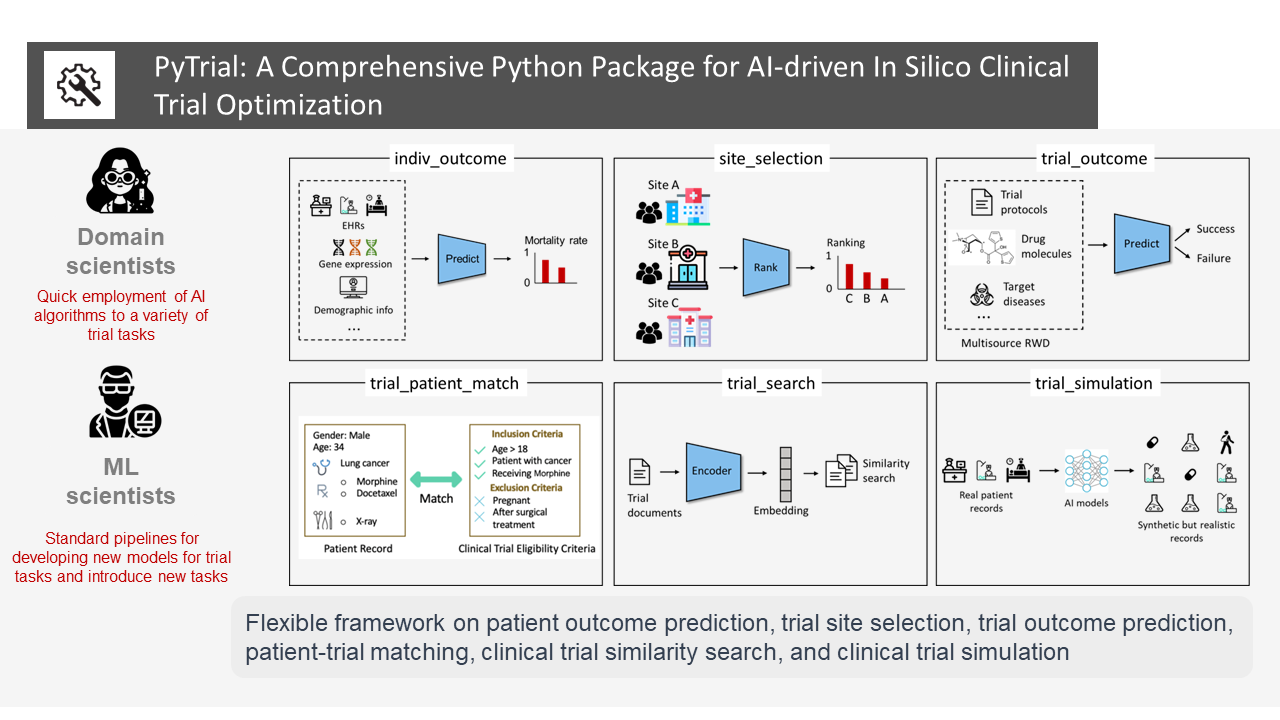 PyTrial: A Comprehensive Python Package for AI-driven In Silico Clinical
Trial Optimization
Domain
scientists
Quick employment of AI
algorithms to a variety of
trial tasks
ML
scientists
Standard pipelines for
developing new models for trial
tasks and introduce new tasks
indiv_outcome
EHRs
Gene expression
Demographic info
...
Predict
Mortality rate
1
0
site_selection
Site A
Site B
Site C
Rank
Ranking
1
0
C B A
trial_outcome
Trial
protocols
Drug
molecules
Target
diseases
...
Multisource RWD
Predict
Success
Failure
trial_patient_match
Gender: Male
Age: 34
Lung cancer
Morphine
Docetaxel
X-ray
Patient Record
Match
Inclusion Criteria
Age > 18
Patient with cancer
Receiving Morphine
Exclusion Criteria
Pregnant
After surgical
treatment
Clinical Trial Eligibility Criteria
trial_search
Trial
documents
Encoder
Embedding
Similarity
search
trial_simulation
Real patient
records
AI models
Synthetic but realistic
records
Flexible framework on patient outcome prediction, trial site selection, trial outcome prediction,
patient-trial matching, clinical trial similarity search, and clinical trial simulation